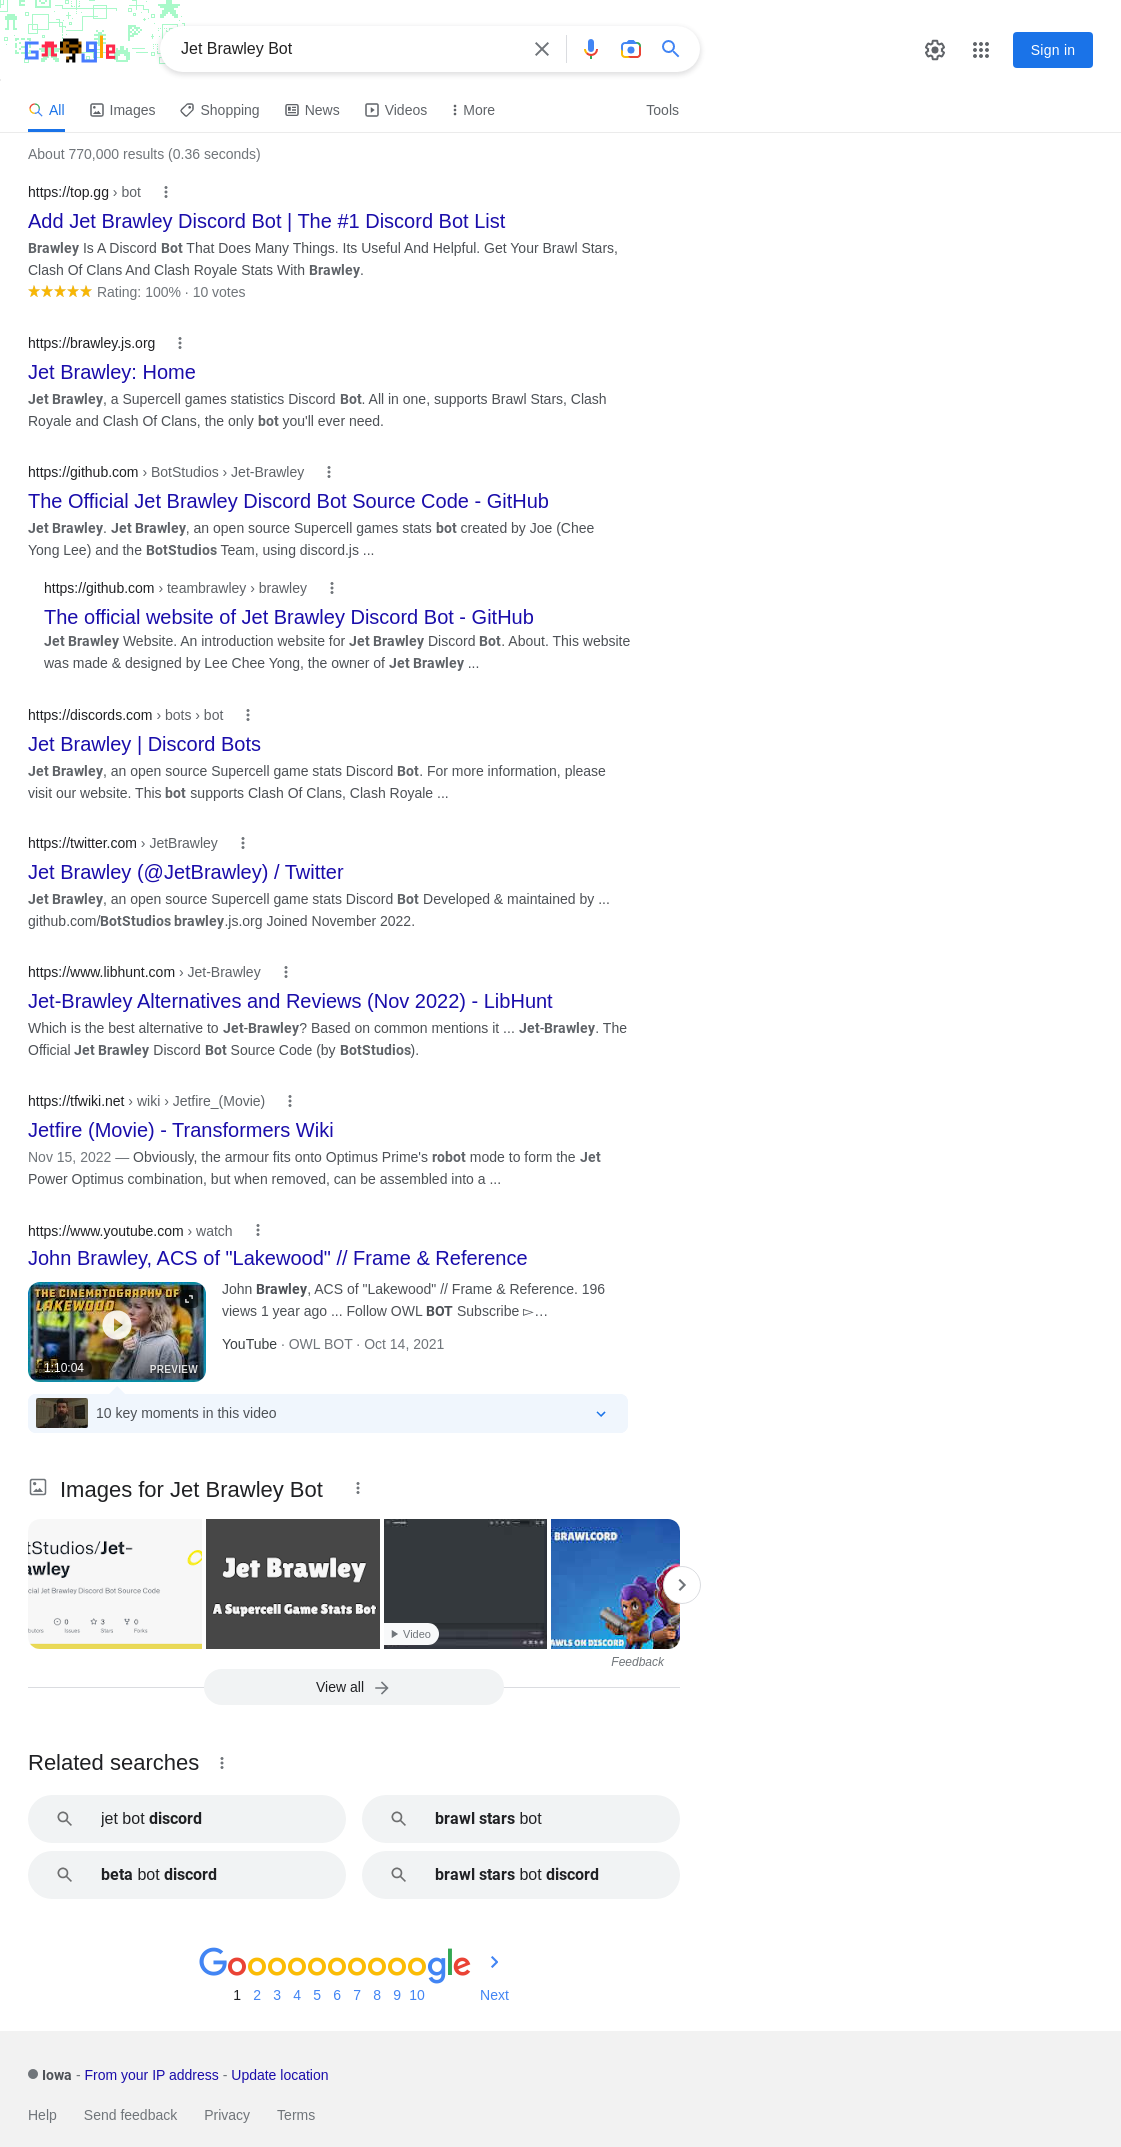 Jet Brawley Bot
Sign in
All
Images
Shopping
News
Videos
More
Tools
About 770,000 results (0.36 seconds)
https://top.gg › bot
Add Jet Brawley Discord Bot | The #1 Discord Bot List
Brawley Is A Discord Bot That Does Many Things. Its Useful And Helpful. Get Your Brawl Stars,
Clash Of Clans And Clash Royale Stats With Brawley.
Rating: 100% · 10 votes
https://brawley.js.org
Jet Brawley: Home
Jet Brawley, a Supercell games statistics Discord Bot. All in one, supports Brawl Stars, Clash
Royale and Clash Of Clans, the only bot you'll ever need.
https://github.com › BotStudios › Jet-Brawley
The Official Jet Brawley Discord Bot Source Code - GitHub
Jet Brawley. Jet Brawley, an open source Supercell games stats bot created by Joe (Chee
Yong Lee) and the BotStudios Team, using discord.js ...
https://github.com › teambrawley › brawley
The official website of Jet Brawley Discord Bot - GitHub
Jet Brawley Website. An introduction website for Jet Brawley Discord Bot. About. This website
was made & designed by Lee Chee Yong, the owner of Jet Brawley ...
https://discords.com › bots › bot
Jet Brawley | Discord Bots
Jet Brawley, an open source Supercell game stats Discord Bot. For more information, please
visit our website. This bot supports Clash Of Clans, Clash Royale ...
https://twitter.com › JetBrawley
Jet Brawley (@JetBrawley) / Twitter
Jet Brawley, an open source Supercell game stats Discord Bot Developed & maintained by ...
github.com/BotStudios brawley.js.org Joined November 2022.
https://www.libhunt.com › Jet-Brawley
Jet-Brawley Alternatives and Reviews (Nov 2022) - LibHunt
Which is the best alternative to Jet-Brawley? Based on common mentions it ... Jet-Brawley. The
Official Jet Brawley Discord Bot Source Code (by BotStudios).
https://tfwiki.net › wiki › Jetfire_(Movie)
Jetfire (Movie) - Transformers Wiki
Nov 15, 2022 — Obviously, the armour fits onto Optimus Prime's robot mode to form the Jet
Power Optimus combination, but when removed, can be assembled into a ...
https://www.youtube.com › watch
John Brawley, ACS of "Lakewood" // Frame & Reference
THE CINEMATOGRAPHY OF
LAKEWOOD
1:10:04
PREVIEW
John Brawley, ACS of "Lakewood" // Frame & Reference. 196
views 1 year ago ... Follow OWL BOT Subscribe ▻…
YouTube · OWL BOT · Oct 14, 2021
10 key moments in this video
Images for Jet Brawley Bot
tStudios/Jet-
awley
cial Jet Brawley Discord Bot Source Code
0
3
0
Issues
Stars
Forks
Jet Brawley
A Supercell Game Stats Bot
Video
BRAWLCORD
AWLS ON DISCORD
Feedback
View all
Related searches
jet bot discord
brawl stars bot
beta bot discord
brawl stars bot discord
Goooooooooogle
1 2 3 4 5 6 7 8 9 10
Next
Iowa - From your IP address - Update location
Help
Send feedback
Privacy
Terms